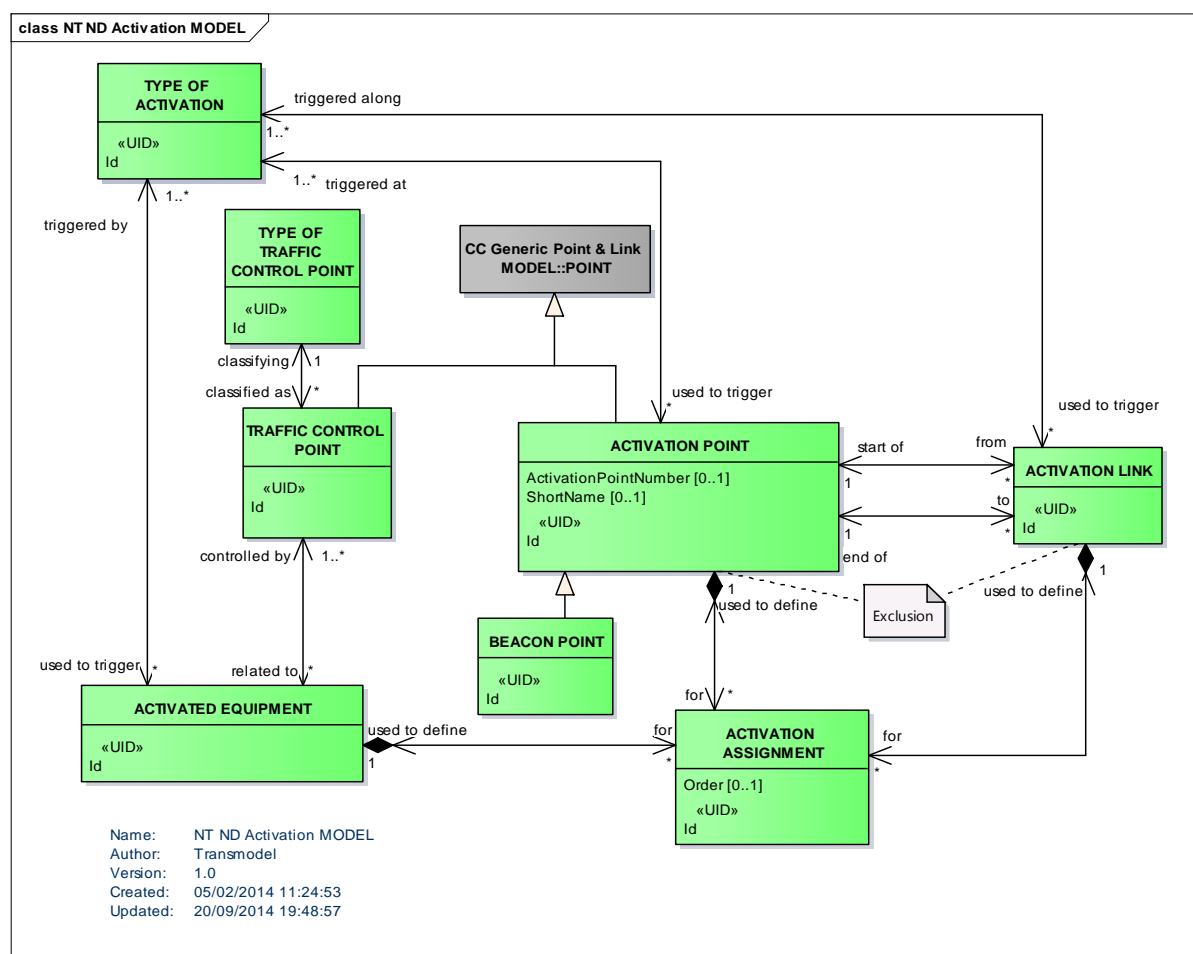 class NT ND Activation MODEL
TYPE OF
ACTIVATION
«UID»
Id
triggered along
1..*
1..*
triggered at
1..*
triggered by
TYPE OF
TRAFFIC
CONTROL POINT
«UID»
Id
CC Generic Point & Link
MODEL::POINT
classifying
1
classified as
*
used to trigger
*
used to trigger
*
TRAFFIC CONTROL
POINT
«UID»
Id
ACTIVATION POINT
ActivationPointNumber [0..1]
ShortName [0..1]
«UID»
Id
start of
from
1
*
to
1
*
end of
ACTIVATION LINK
«UID»
Id
controlled by
1..*
1
used to define
Exclusion
used to define
1
BEACON POINT
«UID»
Id
used to trigger
*
related to
*
for
*
ACTIVATED EQUIPMENT
«UID»
Id
used to define
1
for
*
ACTIVATION
ASSIGNMENT
Order [0..1]
«UID»
Id
for
*
Name: NT ND Activation MODEL
Author: Transmodel
Version: 1.0
Created: 05/02/2014 11:24:53
Updated: 20/09/2014 19:48:57